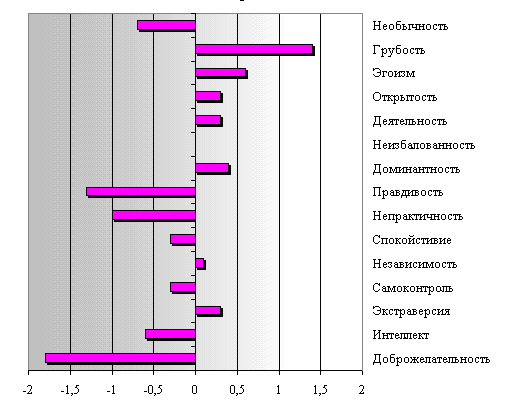 Необычность
Грубость
Эгоизм
Открытость
Деятельность
Неизбалованность
Доминантность
Правдивость
Непрактичность
Спокойстивие
Независимость
Самоконтроль
Экстраверсия
Интеллект
Доброжелательность
-2 -1,5 -1 -0,5 0 0,5 1 1,5 2